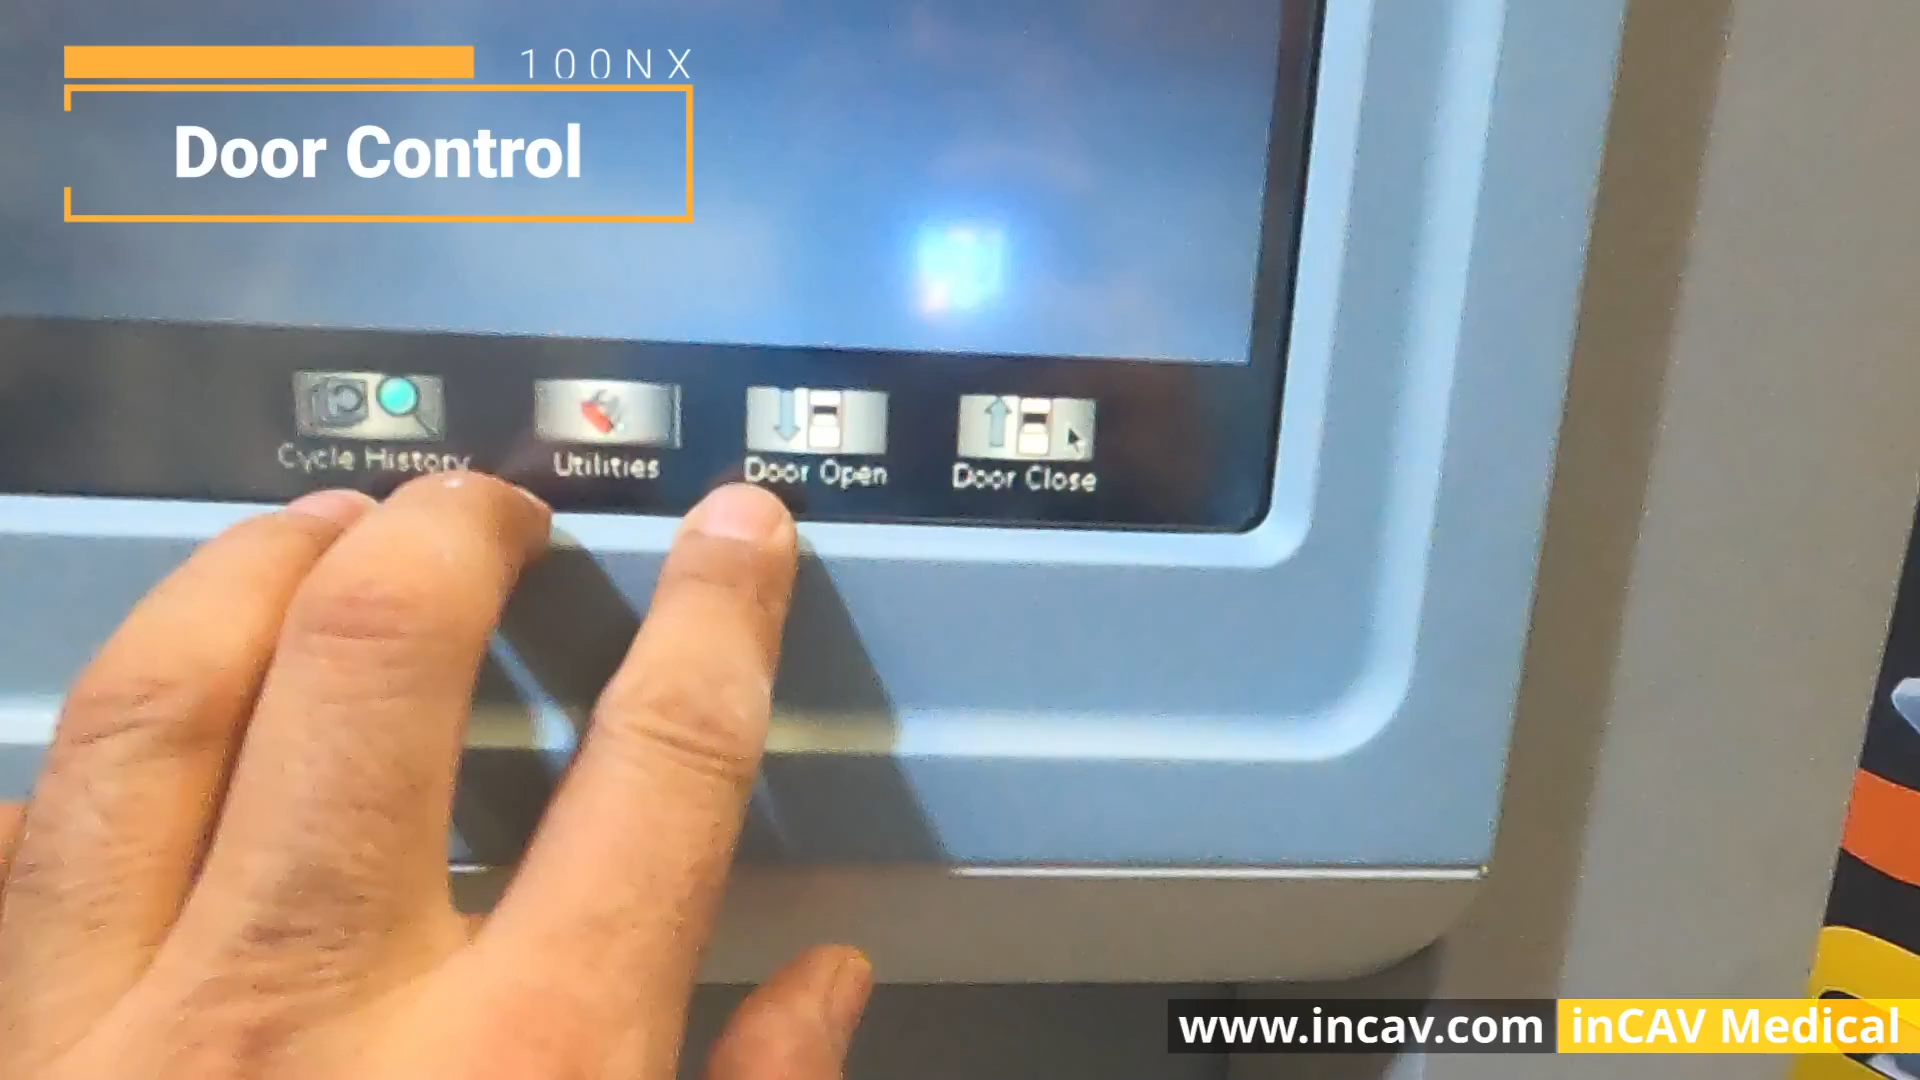 100NX
Door Control
Cycle History
Utilities
Door Open
Door Close
www.incav.com inCAV Medical